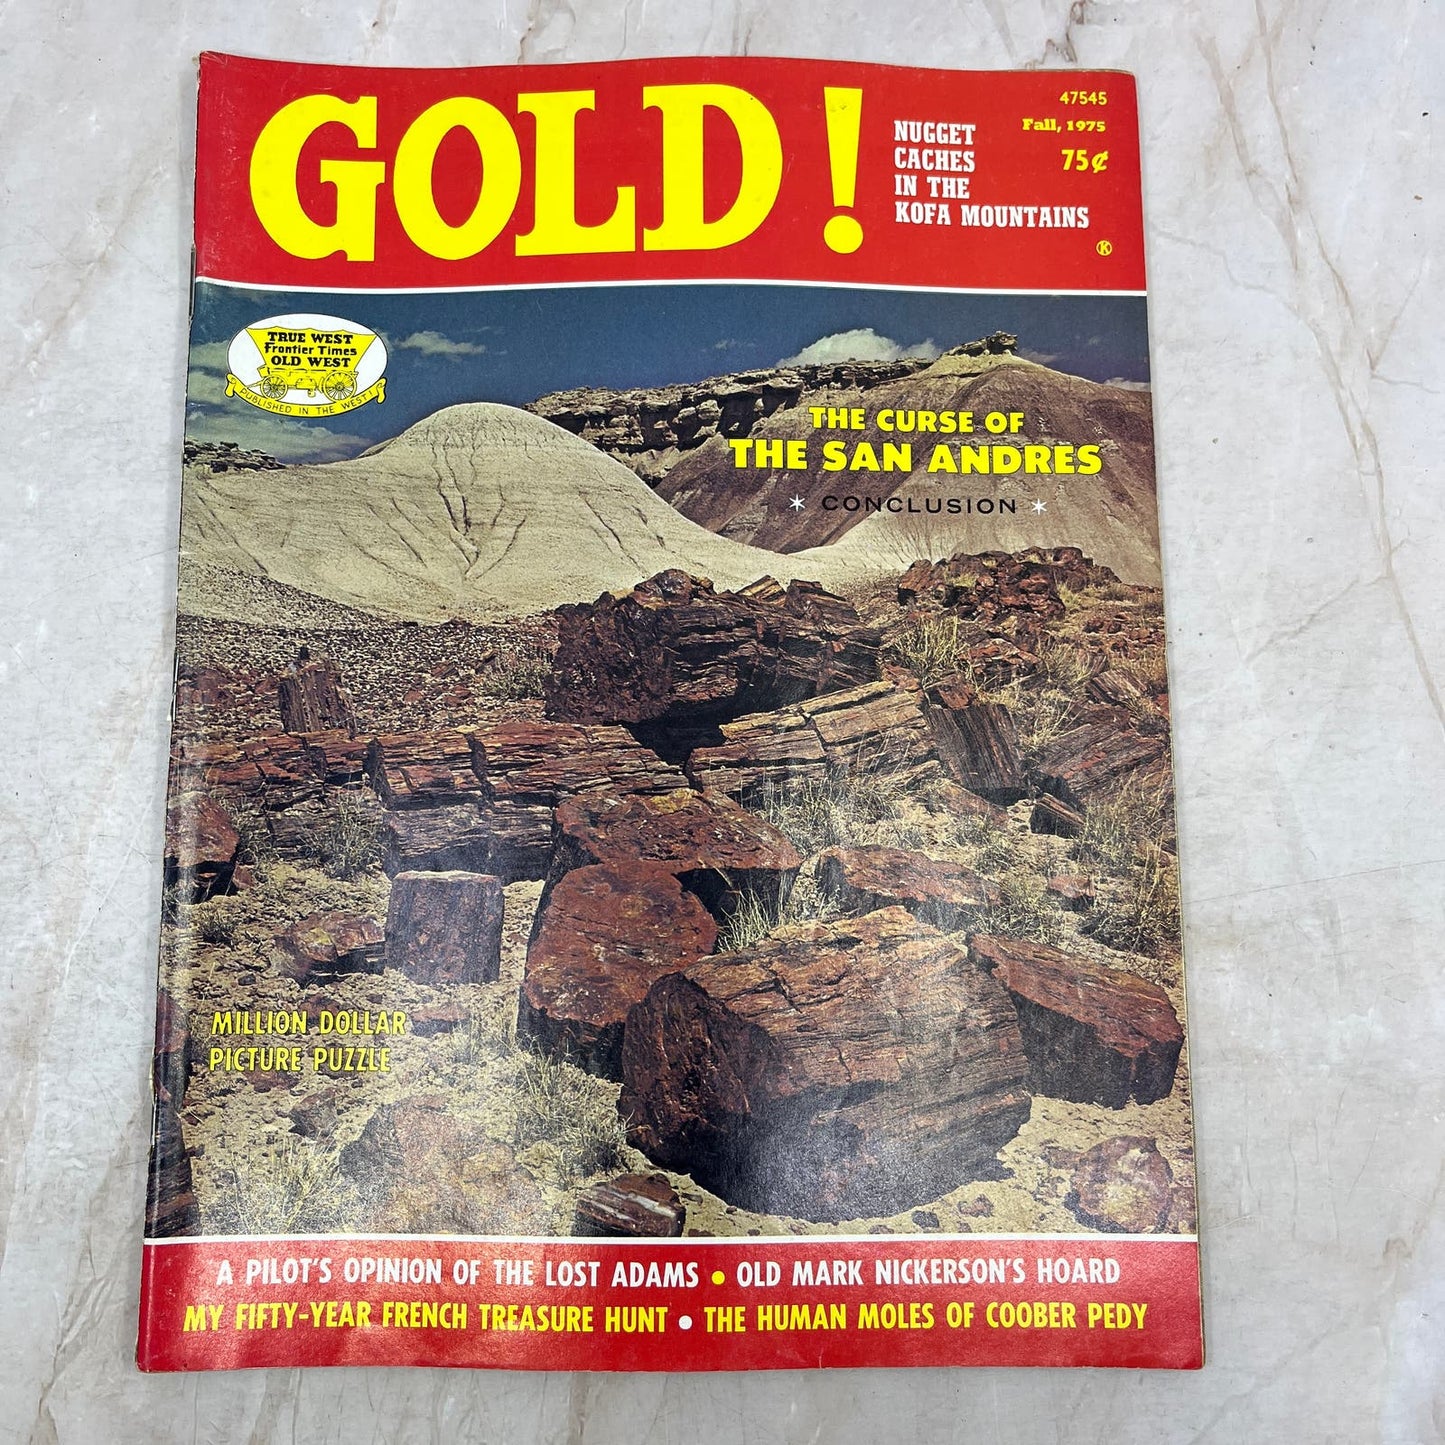 GOLD!
47545
Fall, 1975
75¢
NUGGET
CACHES
IN THE
KOFA MOUNTAINS
K
TRUE WEST
Frontier Times
OLD WEST
PUBLISHED IN THE WEST!
THE CURSE OF
THE SAN ANDRES
* CONCLUSION *
MILLION DOLLAR
PICTURE PUZZLE
A PILOT'S OPINION OF THE LOST ADAMS • OLD MARK NICKERSON'S HOARD
MY FIFTY-YEAR FRENCH TREASURE HUNT • THE HUMAN MOLES OF COOBER PEDY